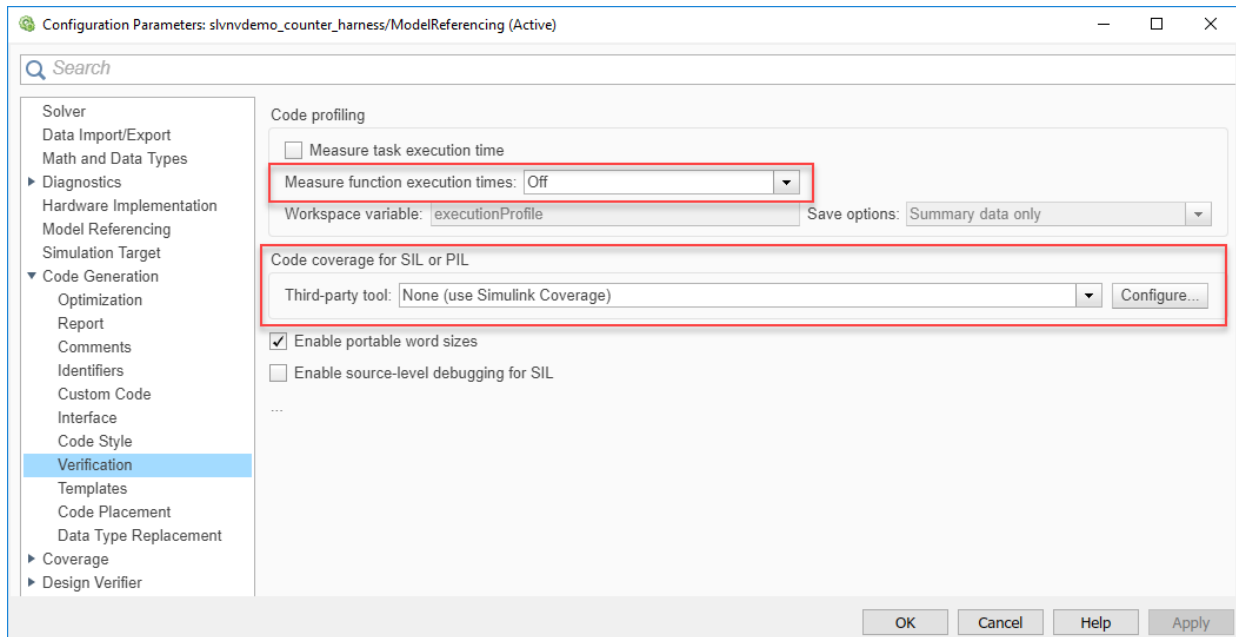 Configuration Parameters: slvnvdemo_counter_harness/ModelReferencing (Active)
Search
Solver
Data Import/Export
Math and Data Types
Diagnostics
Hardware Implementation
Model Referencing
Simulation Target
Code Generation
Optimization
Report
Comments
Identifiers
Custom Code
Interface
Code Style
Verification
Templates
Code Placement
Data Type Replacement
Coverage
Design Verifier
Code profiling
Measure task execution time
Measure function execution times: Off
Workspace variable: executionProfile Save options: Summary data only
Code coverage for SIL or PIL
Third-party tool: None (use Simulink Coverage) Configure...
Enable portable word sizes
Enable source-level debugging for SIL
...
OK Cancel Help Apply